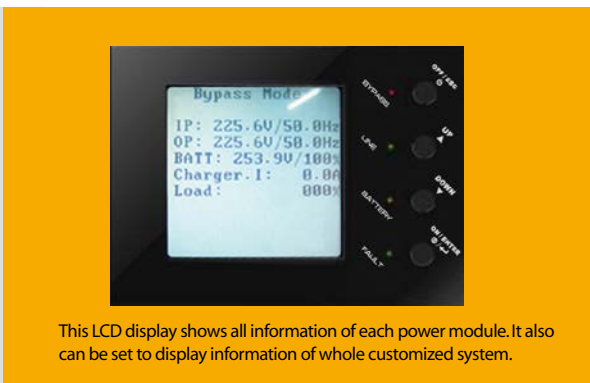 Bypass Mode
IP: 225.6V/50.0Hz
OP: 225.6V/50.0Hz
BATT: 253.9V/100%
Charger.I: 0.0A
Load: 000%
BYPASS
OFF/ESC
LINE
UP
BATTERY
DOWN
FAULT
ON/ENTER
This LCD display shows all information of each power module. It also
can be set to display information of whole customized system.